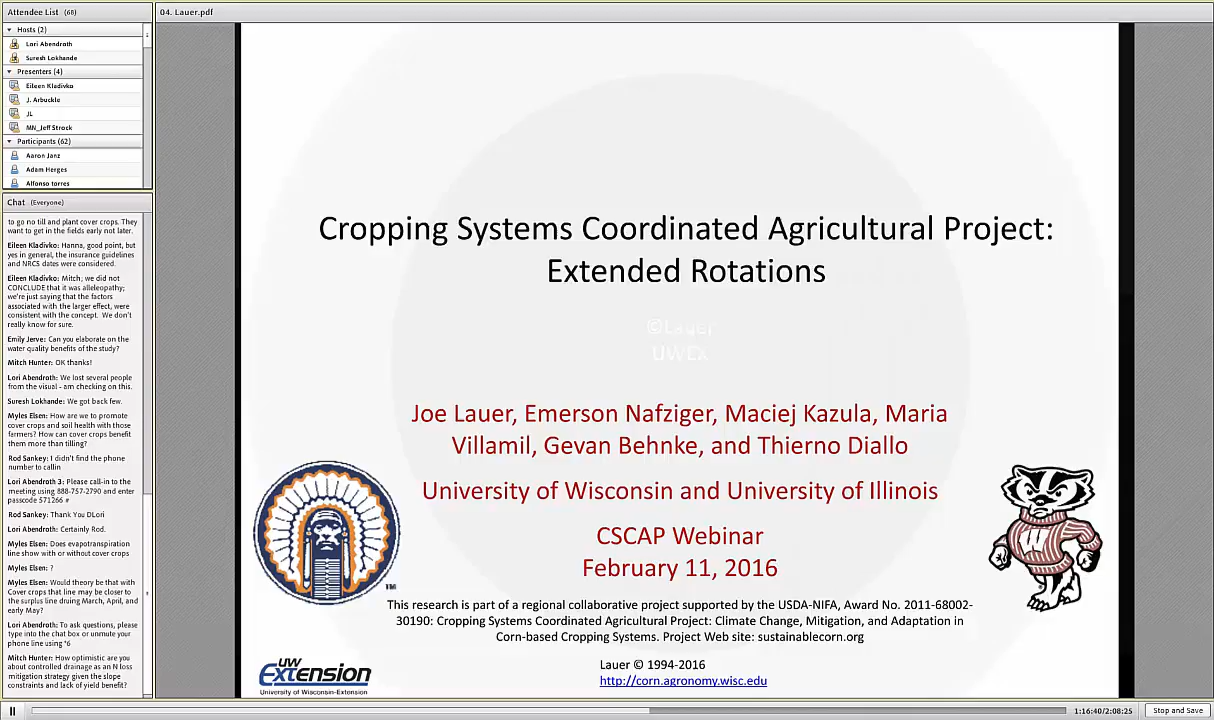 Attendee List (68)
Hosts (2)
Lori Abendroth
Suresh Lokhande
Presenters (4)
Eileen Kladivko
J. Arbuckle
JL
MN_Jeff Strock
Participants (62)
Aaron Janz
Adam Herges
Alfonso torres
Chat (Everyone)
to go no till and plant cover crops. They
want to get in the fields early not later.
Eileen Kladivko: Hanna, good point, but
yes in general, the insurance guidelines
and NRCS dates were considered.
Eileen Kladivko: Mitch; we did not
CONCLUDE that it was alleleopathy;
we're just saying that the factors
associated with the larger effect, were
consistent with the concept. We don't
really know for sure.
Emily Jerve: Can you elaborate on the
water quality benefits of the study?
Mitch Hunter: OK thanks!
Lori Abendroth: We lost several people
from the visual - am checking on this.
Suresh Lokhande: We got back few.
Myles Elsen: How are we to promote
cover crops and soil health with those
farmers? How can cover crops benefit
them more than tilling?
Rod Sankey: I didn't find the phone
number to callin
Lori Abendroth 3: Please call-in to the
meeting using 888-757-2790 and enter
passcode 571266 #
Rod Sankey: Thank You DLori
Lori Abendroth: Certainly Rod.
Myles Elsen: Does evapotranspiration
line show with or without cover crops
Myles Elsen: ?
Myles Elsen: Would theory be that with
Cover crops that line may be closer to
the surplus line druing March, April, and
early May?
Lori Abendroth: To ask questions, please
type into the chat box or unmute your
phone line using *6
Mitch Hunter: How optimistic are you
about controlled drainage as an N loss
mitigation strategy given the slope
constraints and lack of yield benefit?
04. Lauer.pdf
Cropping Systems Coordinated Agricultural Project:
Extended Rotations
©Lauer
UWEX
Joe Lauer, Emerson Nafziger, Maciej Kazula, Maria
Villamil, Gevan Behnke, and Thierno Diallo
University of Wisconsin and University of Illinois
CSCAP Webinar
February 11, 2016
TM
This research is part of a regional collaborative project supported by the USDA-NIFA, Award No. 2011-68002-
30190: Cropping Systems Coordinated Agricultural Project: Climate Change, Mitigation, and Adaptation in
Corn-based Cropping Systems. Project Web site: sustainablecorn.org
UW
Extension
University of Wisconsin-Extension
Lauer © 1994-2016
http://corn.agronomy.wisc.edu
1:16:40/2:08:25
Stop and Save